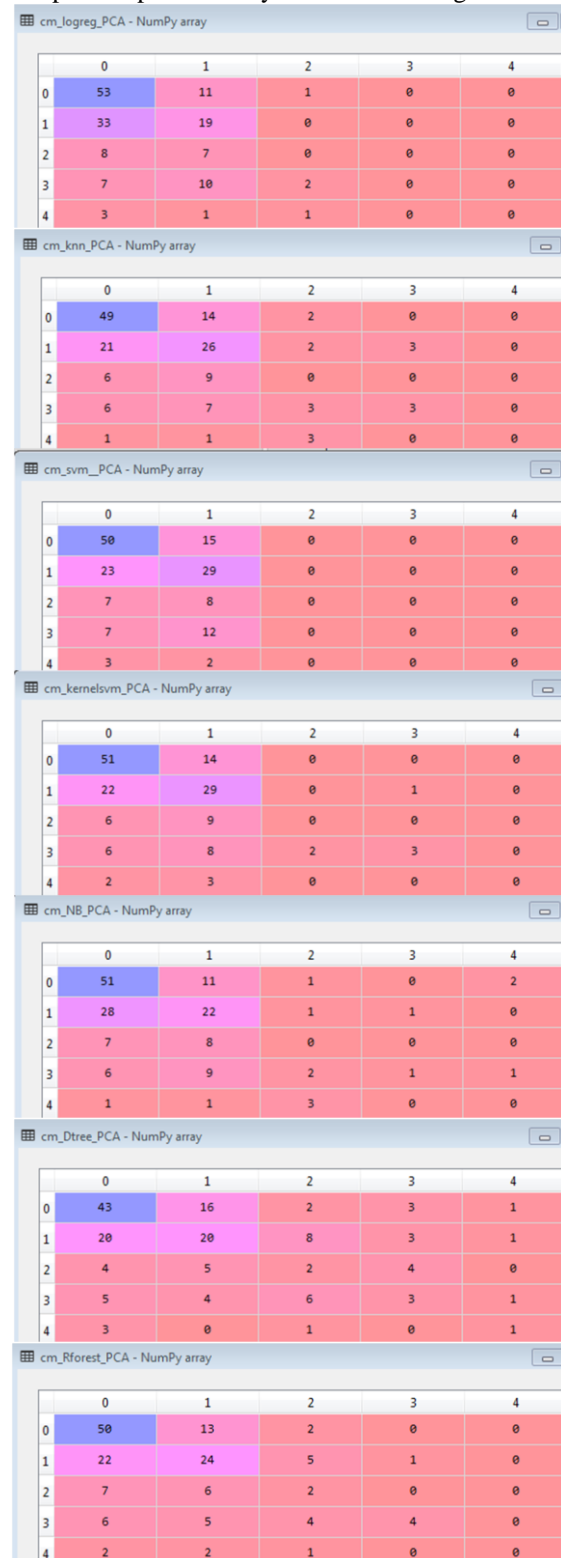 cm_logreg_PCA - NumPy array
0 1 2 3 4
0 53 11 1 0 0
1 33 19 0 0 0
2 8 7 0 0 0
3 7 10 2 0 0
4 3 1 1 0 0
cm_knn_PCA - NumPy array
0 1 2 3 4
0 49 14 2 0 0
1 21 26 2 3 0
2 6 9 0 0 0
3 6 7 3 3 0
4 1 1 3 0 0
cm_svm__PCA - NumPy array
0 1 2 3 4
0 50 15 0 0 0
1 23 29 0 0 0
2 7 8 0 0 0
3 7 12 0 0 0
4 3 2 0 0 0
cm_kernelsvm_PCA - NumPy array
0 1 2 3 4
0 51 14 0 0 0
1 22 29 0 1 0
2 6 9 0 0 0
3 6 8 2 3 0
4 2 3 0 0 0
cm_NB_PCA - NumPy array
0 1 2 3 4
0 51 11 1 0 2
1 28 22 1 1 0
2 7 8 0 0 0
3 6 9 2 1 1
4 1 1 3 0 0
cm_Dtree_PCA - NumPy array
0 1 2 3 4
0 43 16 2 3 1
1 20 20 8 3 1
2 4 5 2 4 0
3 5 4 6 3 1
4 3 0 1 0 1
cm_Rforest_PCA - NumPy array
0 1 2 3 4
0 50 13 2 0 0
1 22 24 5 1 0
2 7 6 2 0 0
3 6 5 4 4 0
4 2 2 1 0 0